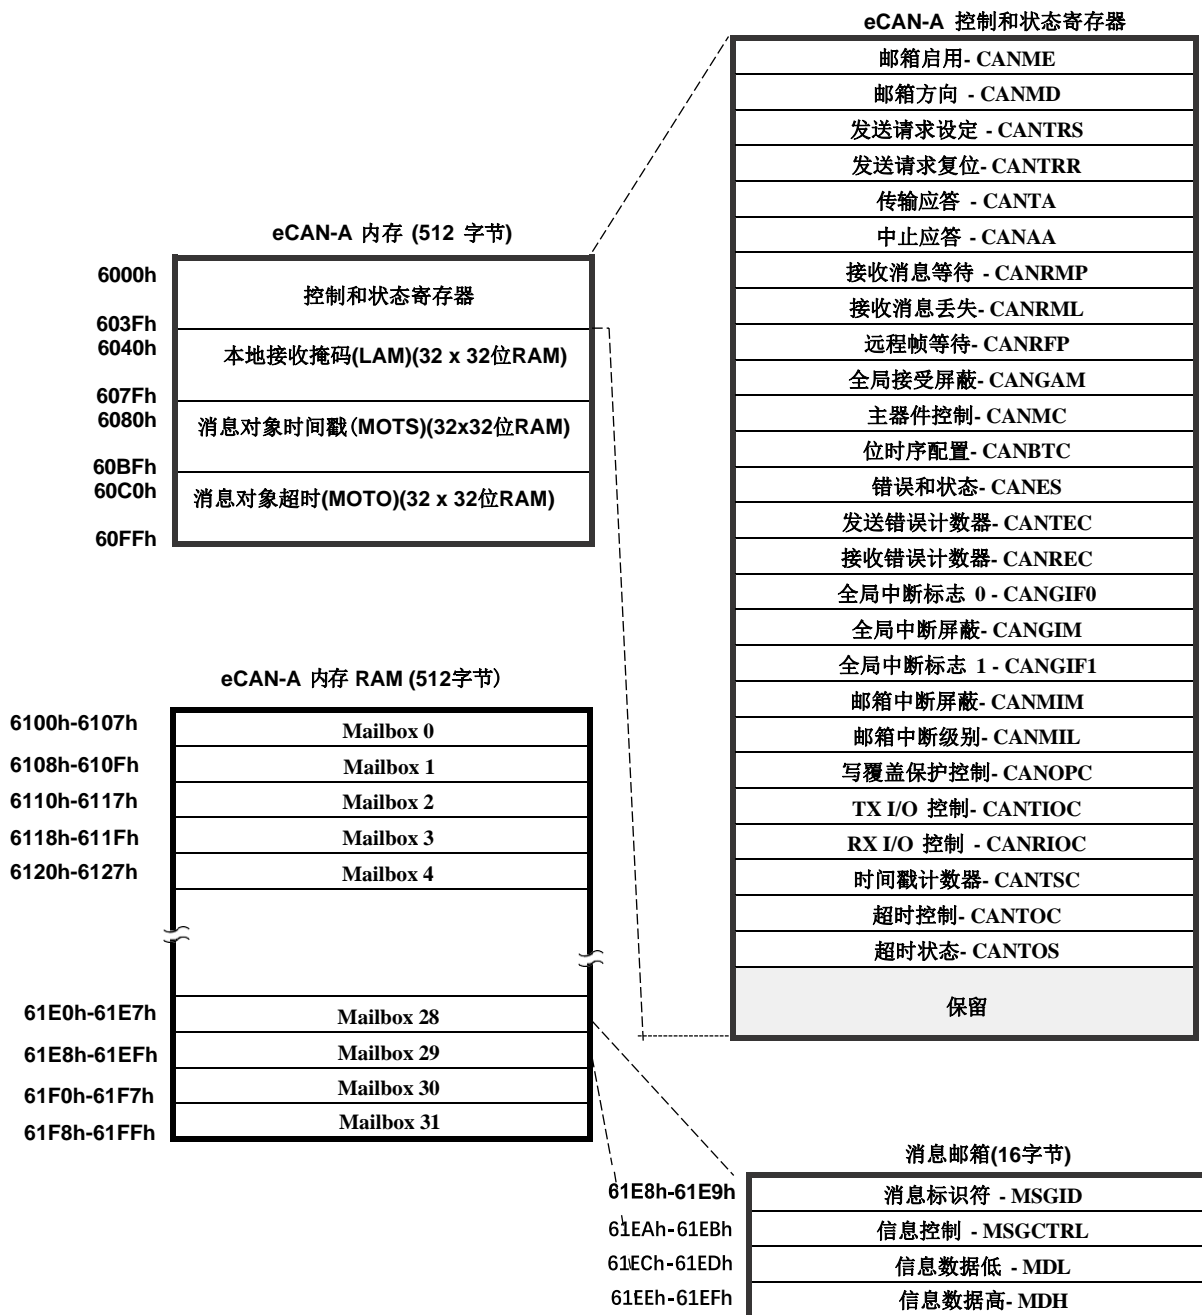 eCAN-A 控制和状态寄存器
邮箱启用- CANME
邮箱方向 - CANMD
发送请求设定 - CANTRS
发送请求复位- CANTRR
传输应答 - CANTA
中止应答 - CANAA
接收消息等待 - CANRMP
接收消息丢失- CANRML
远程帧等待- CANRFP
全局接受屏蔽- CANGAM
主器件控制- CANMC
位时序配置- CANBTC
错误和状态- CANES
发送错误计数器- CANTEC
接收错误计数器- CANREC
全局中断标志 0 - CANGIF0
全局中断屏蔽- CANGIM
全局中断标志 1 - CANGIF1
邮箱中断屏蔽- CANMIM
邮箱中断级别- CANMIL
写覆盖保护控制- CANOPC
TX I/O 控制- CANTIOC
RX I/O 控制 - CANRIOC
时间戳计数器- CANTSC
超时控制- CANTOC
超时状态- CANTOS
保留
eCAN-A 内存 (512 字节)
6000h
控制和状态寄存器
603Fh
6040h
本地接收掩码(LAM)(32 x 32位RAM)
607Fh
6080h
消息对象时间戳(MOTS)(32x32位RAM)
60BFh
60C0h
消息对象超时(MOTO)(32 x 32位RAM)
60FFh
eCAN-A 内存 RAM (512字节)
6100h-6107h Mailbox 0
6108h-610Fh Mailbox 1
6110h-6117h Mailbox 2
6118h-611Fh Mailbox 3
6120h-6127h Mailbox 4
61E0h-61E7h Mailbox 28
61E8h-61EFh Mailbox 29
61F0h-61F7h Mailbox 30
61F8h-61FFh Mailbox 31
消息邮箱(16字节)
61E8h-61E9h 消息标识符 - MSGID
61EAh-61EBh 信息控制 - MSGCTRL
61ECh-61EDh 信息数据低 - MDL
61EEh-61EFh 信息数据高- MDH